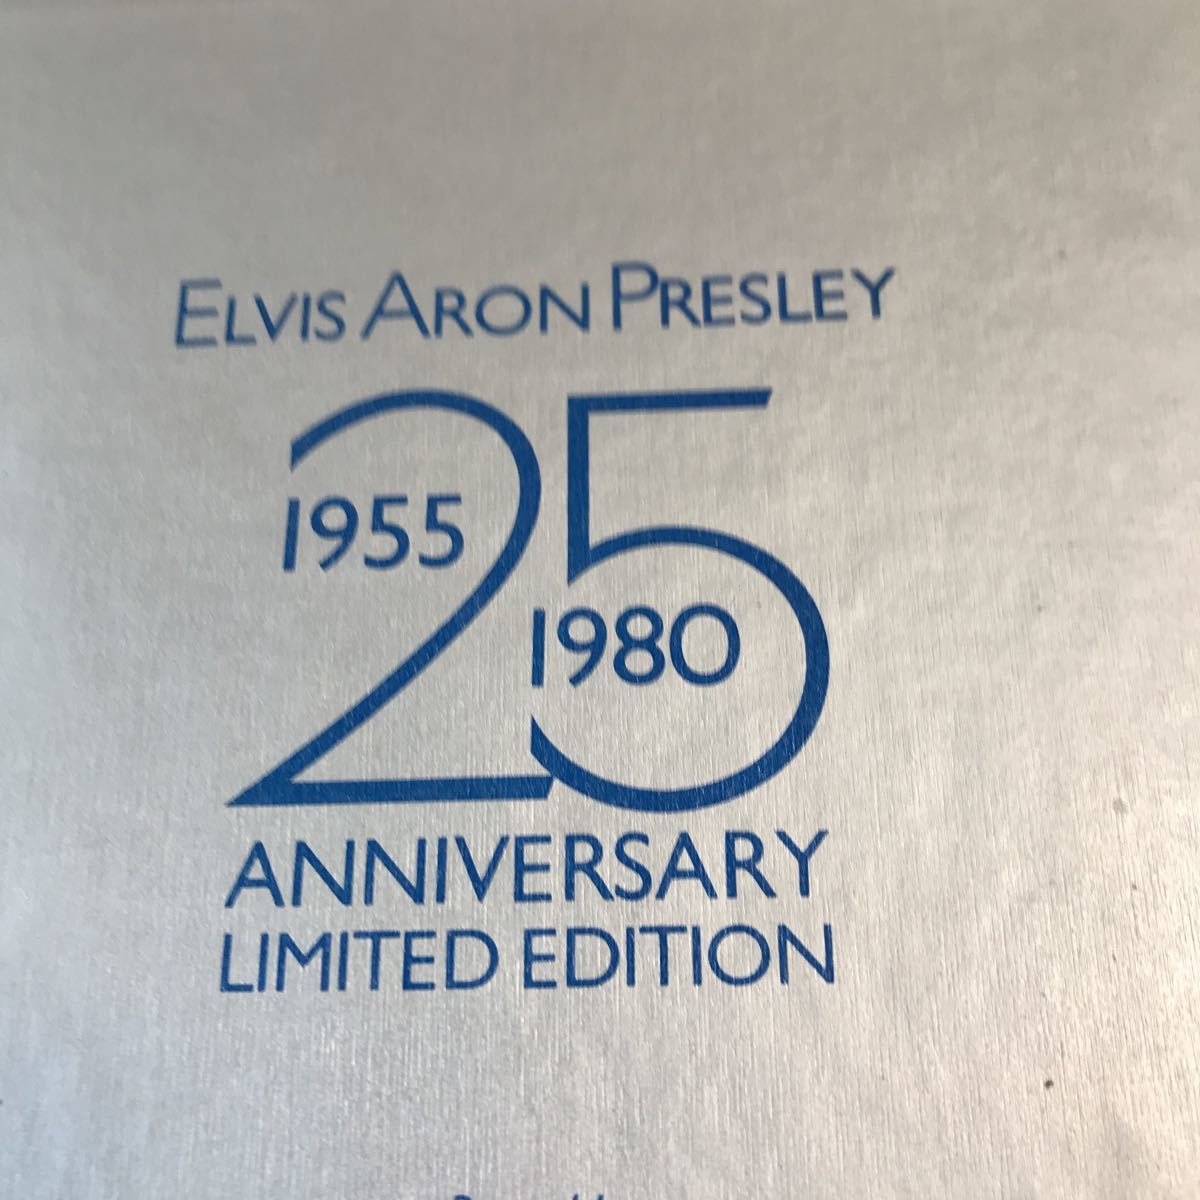 ELVIS ARON PRESLEY
25
1955
1980
ANNIVERSARY
LIMITED EDITION